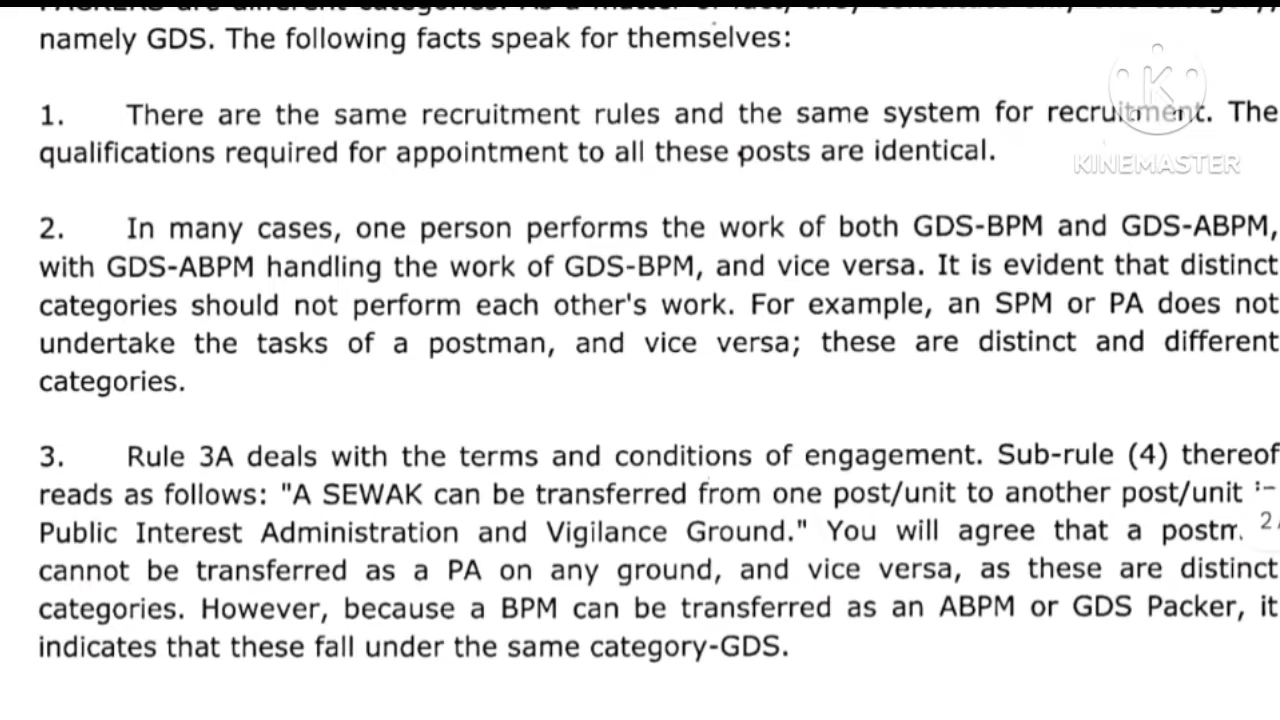 namely GDS. The following facts speak for themselves:
1. There are the same recruitment rules and the same system for recruitment. The
qualifications required for appointment to all these posts are identical.
2. In many cases, one person performs the work of both GDS-BPM and GDS-ABPM,
with GDS-ABPM handling the work of GDS-BPM, and vice versa. It is evident that distinct
categories should not perform each other's work. For example, an SPM or PA does not
undertake the tasks of a postman, and vice versa; these are distinct and different
categories.
3. Rule 3A deals with the terms and conditions of engagement. Sub-rule (4) thereof
reads as follows: "A SEWAK can be transferred from one post/unit to another post/unit
Public Interest Administration and Vigilance Ground." You will agree that a
cannot be transferred as a PA on any ground, and vice versa, as these are distinct
categories. However, because a BPM can be transferred as an ABPM or GDS Packer, it
indicates that these fall under the same category-GDS.
K
KINEMASTER